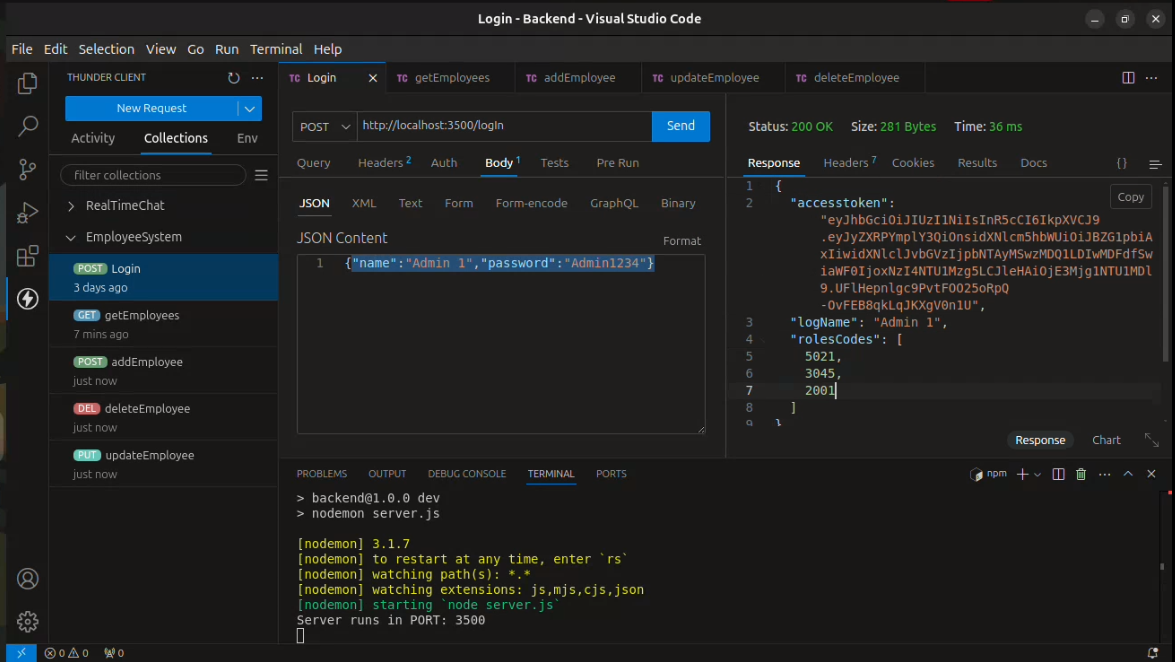 Login - Backend - Visual Studio Code
File Edit Selection View Go Run Terminal Help
THUNDER CLIENT
New Request
Activity Collections Env
filter collections
RealTimeChat
EmployeeSystem
POST Login
3 days ago
GET getEmployees
7 mins ago
POST addEmployee
just now
DEL deleteEmployee
just now
PUT updateEmployee
just now
TC Login TC getEmployees TC addEmployee TC updateEmployee TC deleteEmployee
POST http://localhost:3500/logIn Send
Query Headers 2 Auth Body 1 Tests Pre Run
JSON XML Text Form Form-encode GraphQL Binary
JSON Content Format
1 {"name":"Admin 1","password":"Admin1234"}
Status: 200 OK Size: 281 Bytes Time: 36 ms
Response Headers 7 Cookies Results Docs {}
Copy
1 {
2 "accesstoken":
"eyJhbGciOiJIUzI1NiIsInR5cCI6IkpXVCJ9
.eyJyZXRPYmplY3QiOnsidXNlcm5hbWUiOiJBZG1pbiA
xIiwidXNlclJvbGVzIjpbNTAyMSwzMDQ1LDIwMDFdfSw
iaWF0IjoxNzI4NTU1Mzg5LCJleHAiOjE3Mjg1NTU1MDl
9.UFlHepnlgc9PvtFOO25oRpQ
-OvFEB8qkLqJKXgV0n1U",
3 "logName": "Admin 1",
4 "rolesCodes": [
5 5021,
6 3045,
7 2001
8 ]
9 }
Response Chart
PROBLEMS OUTPUT DEBUG CONSOLE TERMINAL PORTS
npm
> backend@1.0.0 dev
> nodemon server.js
[nodemon] 3.1.7
[nodemon] to restart at any time, enter `rs`
[nodemon] watching path(s): *.*
[nodemon] watching extensions: js,mjs,cjs,json
[nodemon] starting `node server.js`
Server runs in PORT: 3500
0 0 0